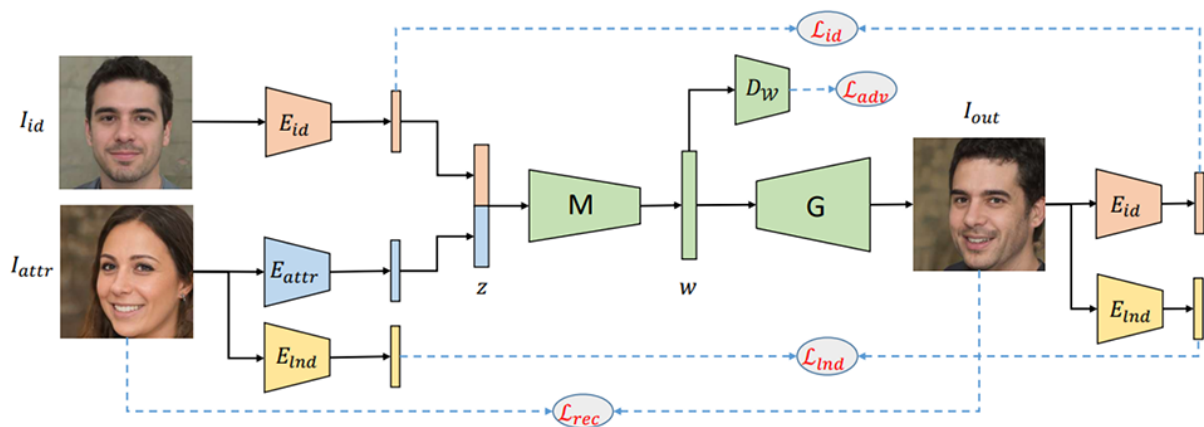 I_id
E_id
L_id
D_W
L_adv
I_out
M
G
E_id
I_attr
E_attr
z
w
E_lnd
E_lnd
L_lnd
L_rec